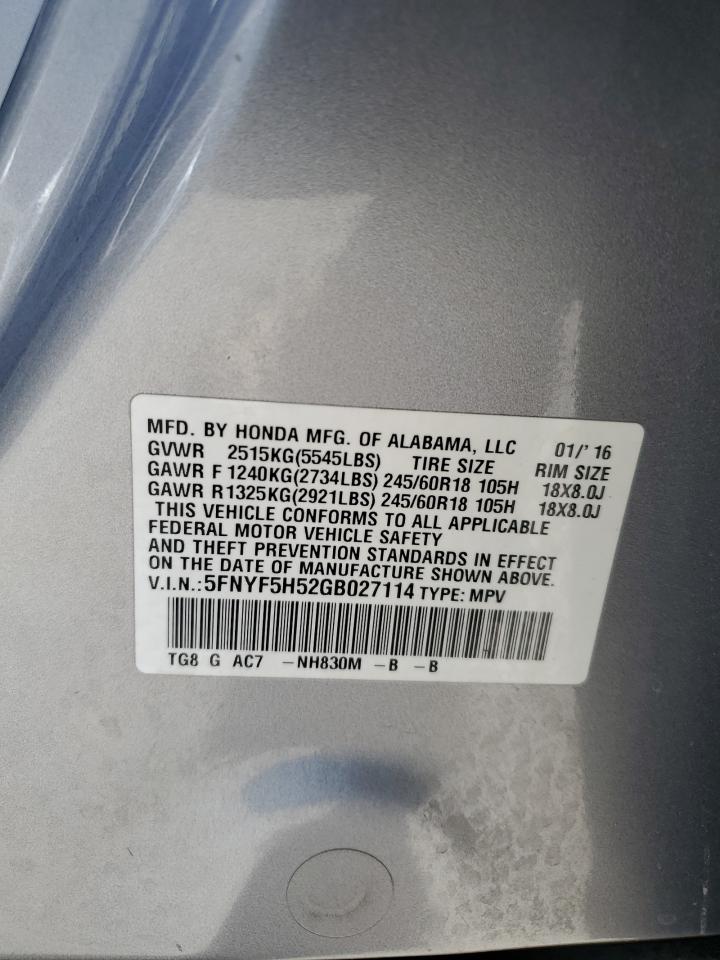 MFD. BY HONDA MFG. OF ALABAMA, LLC 01/'16
GVWR 2515KG(5545LBS) TIRE SIZE RIM SIZE
GAWR F 1240KG(2734LBS) 245/60R18 105H 18X8.0J
GAWR R1325KG(2921LBS) 245/60R18 105H 18X8.0J
THIS VEHICLE CONFORMS TO ALL APPLICABLE
FEDERAL MOTOR VEHICLE SAFETY
AND THEFT PREVENTION STANDARDS IN EFFECT
ON THE DATE OF MANUFACTURE SHOWN ABOVE.
V.I.N.:5FNYF5H52GB027114 TYPE: MPV
TG8 G AC7 -NH830M -B -B